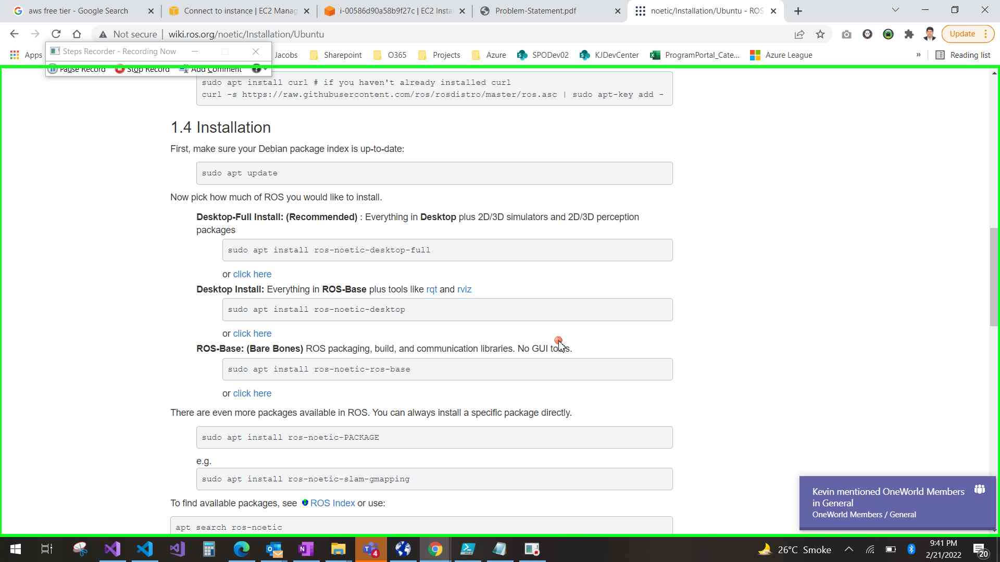 aws free tier - Google Search
Connect to instance | EC2 Manag
i-00586d90a58b9f27c | EC2 Insta
Problem-Statement.pdf
noetic/Installation/Ubuntu - ROS
Not secure
wiki.ros.org/noetic/Installation/Ubuntu
Update
Apps
Steps Recorder - Recording Now
Jacobs
Sharepoint
O365
Projects
Azure
SPODev02
KJDevCenter
ProgramPortal_Cate...
Azure League
»
Reading list
Pause Record
Stop Record
Add Comment
sudo apt install curl # if you haven't already installed curl
curl -s https://raw.githubusercontent.com/ros/rosdistro/master/ros.asc | sudo apt-key add -
1.4 Installation
First, make sure your Debian package index is up-to-date:
sudo apt update
Now pick how much of ROS you would like to install.
Desktop-Full Install: (Recommended) : Everything in Desktop plus 2D/3D simulators and 2D/3D perception
packages
sudo apt install ros-noetic-desktop-full
or click here
Desktop Install: Everything in ROS-Base plus tools like rqt and rviz
sudo apt install ros-noetic-desktop
or click here
ROS-Base: (Bare Bones) ROS packaging, build, and communication libraries. No GUI tools.
sudo apt install ros-noetic-ros-base
or click here
There are even more packages available in ROS. You can always install a specific package directly.
sudo apt install ros-noetic-PACKAGE
e.g.
sudo apt install ros-noetic-slam-gmapping
To find available packages, see ROS Index or use:
apt search ros-noetic
Kevin mentioned OneWorld Members
in General
OneWorld Members / General
4
26°C Smoke
9:41 PM
2/21/2022
20